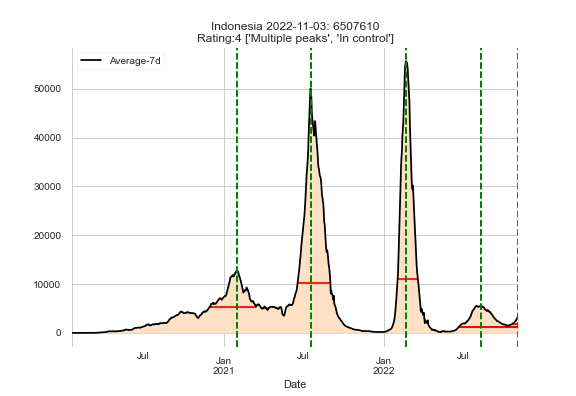 Indonesia 2022-11-03: 6507610
Rating:4 ['Multiple peaks', 'In control']
Average-7d
50000
40000
30000
20000
10000
0
Jul
Jan
2021
Jul
Jan
2022
Jul
Date